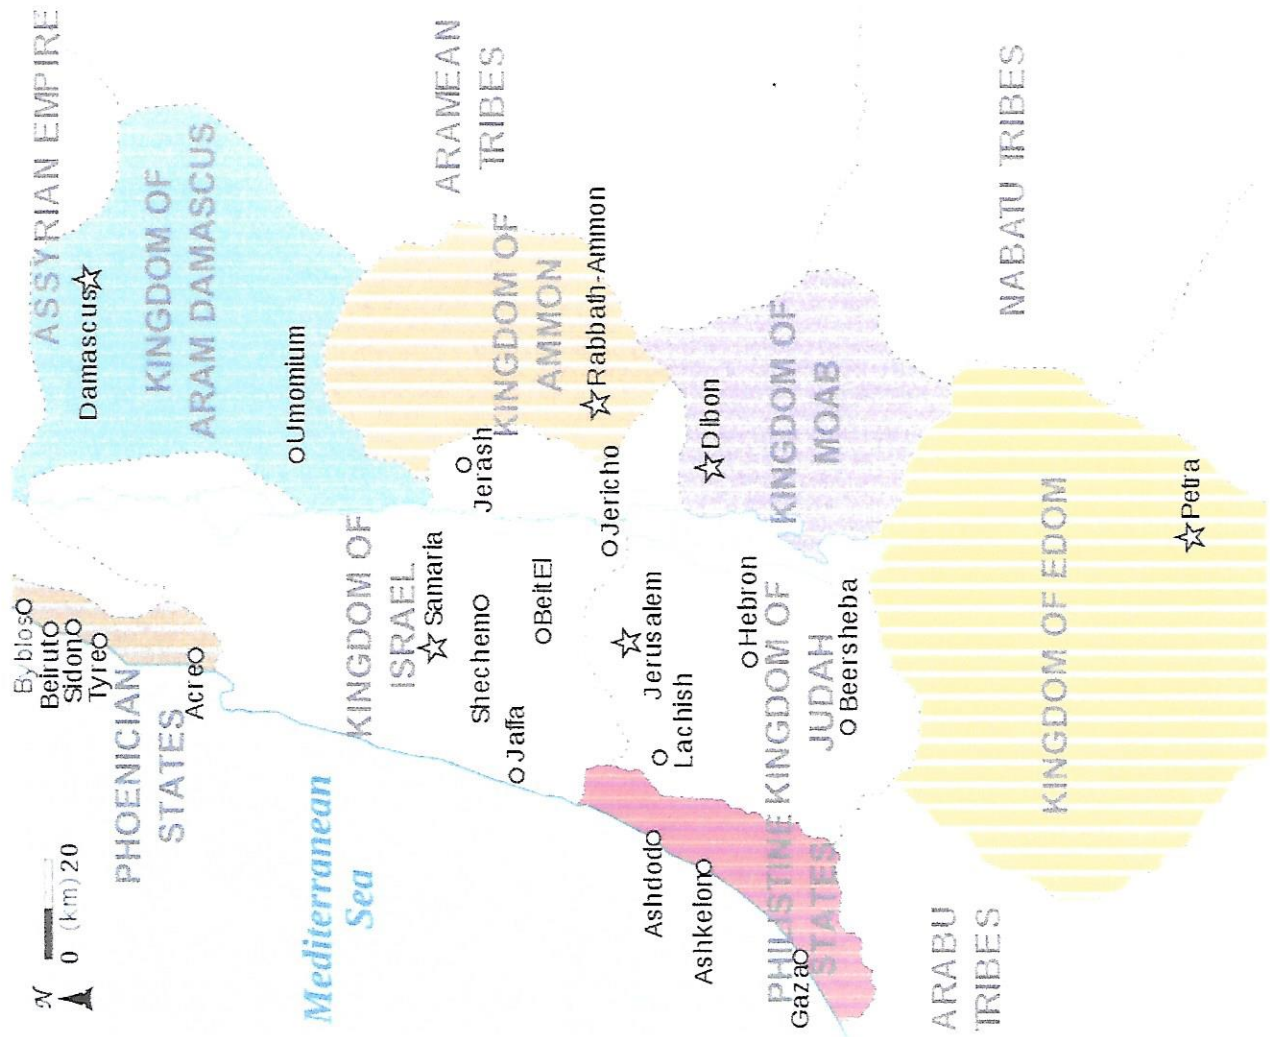 N
0 (km) 20
Byblos
Beirut
Sidon
Tyre
Acre
PHOENICIAN
STATES
ASSYRIAN EMPIRE
Damascus
KINGDOM OF
ARAM DAMASCUS
Umomium
Mediterranean
Sea
KINGDOM OF
ISRAEL
Samaria
Shechem
Jaffa
Beit El
Jerash
Jericho
KINGDOM OF
AMMON
Rabbath-Ammon
ARAMEAN
TRIBES
Jerusalem
Lachish
Hebron
KINGDOM OF
JUDAH
Beersheba
Ashdod
Ashkelon
PHILISTINE
STATES
Gaza
Dibon
KINGDOM OF
MOAB
KINGDOM OF EDOM
Petra
NABATU TRIBES
ARABU
TRIBES